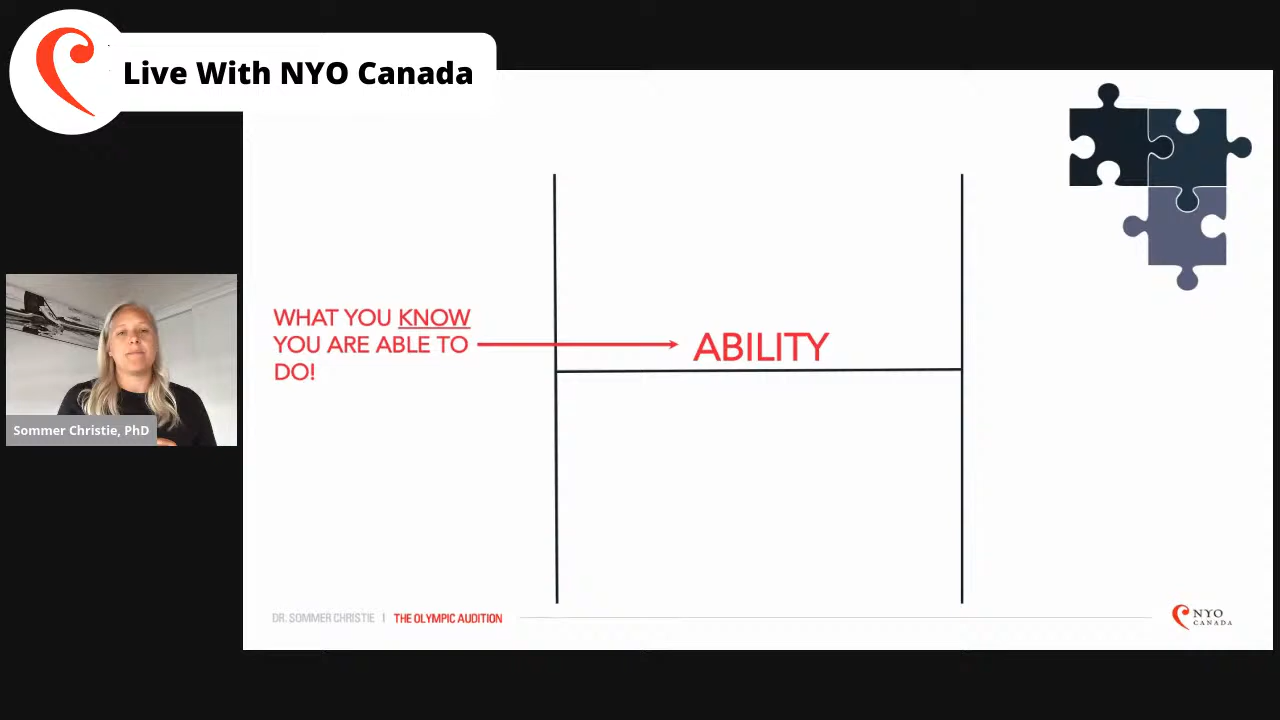 Live With NYO Canada
WHAT YOU KNOW
YOU ARE ABLE TO
DO!
ABILITY
Sommer Christie, PhD
DR. SOMMER CHRISTIE | THE OLYMPIC AUDITION
NYO
CANADA